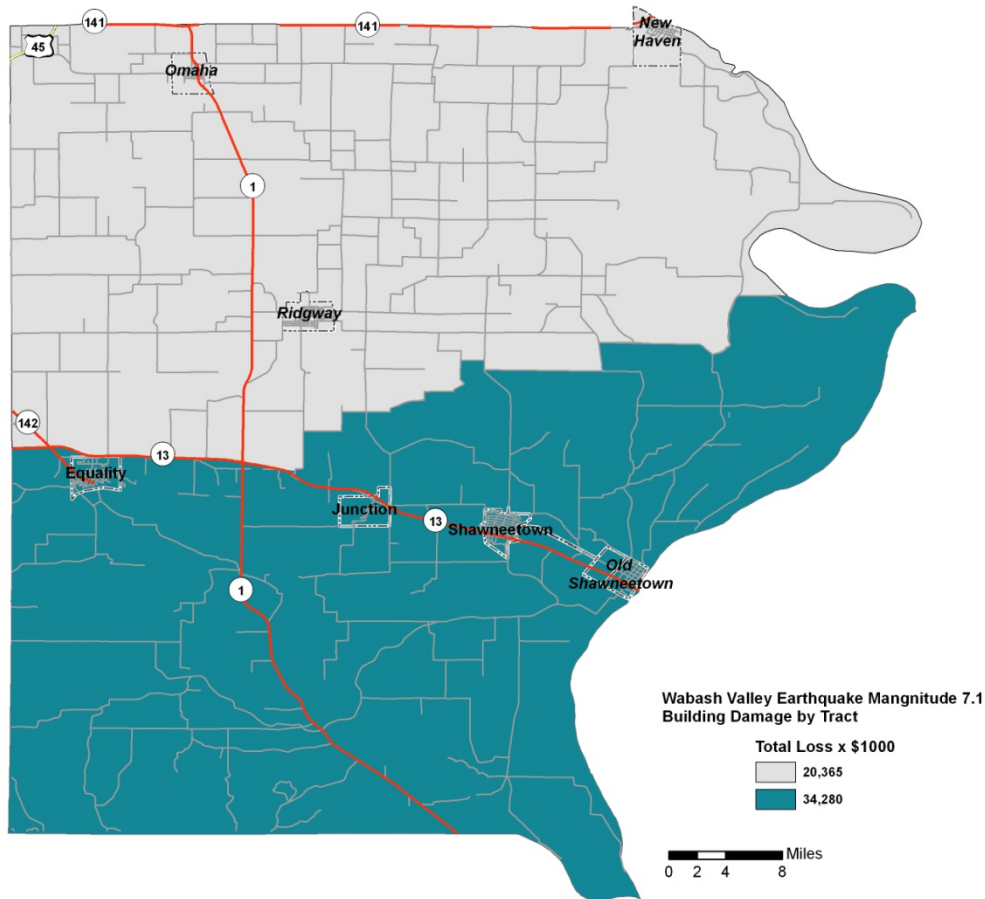 141
141
New
Haven
45
Omaha
1
Ridgway
142
13
Equality
Junction
13
Shawneetown
Old
Shawneetown
1
Wabash Valley Earthquake Mangnitude 7.1
Building Damage by Tract
Total Loss x $1000
20,365
34,280
Miles
0 2 4 8